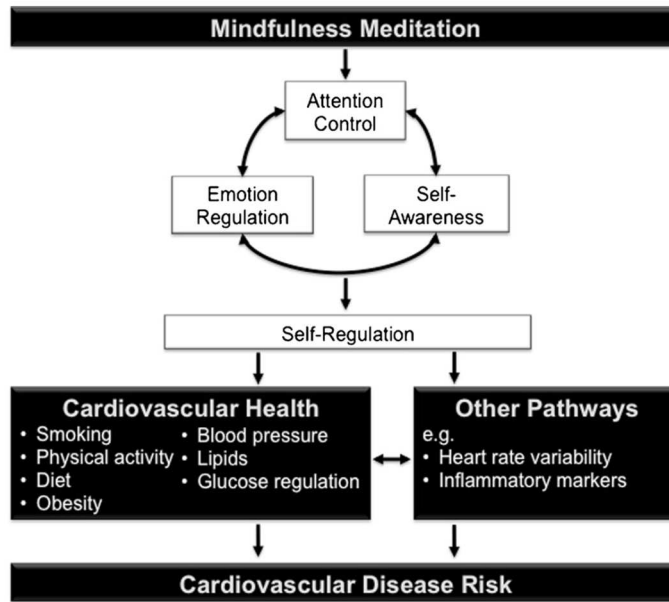 Mindfulness Meditation
Attention
Control
Emotion
Regulation
Self-
Awareness
Self-Regulation
Cardiovascular Health
• Smoking
• Physical activity
• Diet
• Obesity
• Blood pressure
• Lipids
• Glucose regulation
Other Pathways
e.g.
• Heart rate variability
• Inflammatory markers
Cardiovascular Disease Risk